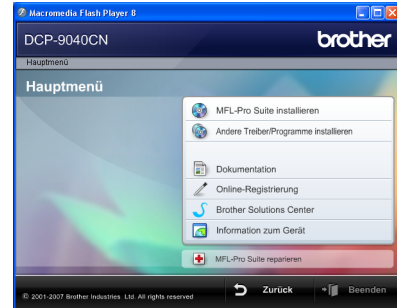 Macromedia Flash Player 8
DCP-9040CN
brother
Hauptmenü
Hauptmenü
MFL-Pro Suite installieren
Andere Treiber/Programme installieren
Dokumentation
Online-Registrierung
Brother Solutions Center
Information zum Gerät
MFL-Pro Suite reparieren
© 2001-2007 Brother Industries Ltd. All rights reserved
Zurück
Beenden